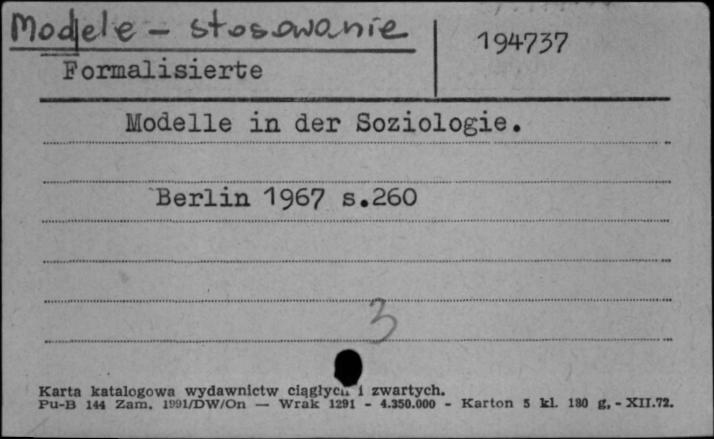 Modele - stosowanie
194737
Formalisierte
Modelle in der Soziologie.
Berlin 1967 s.260
3
Karta katalogowa wydawnictw ciągłych i zwartych.
Pu-B 144 Zam. 1991/DW/On — Wrak 1291 - 4.350.000 - Karton 5 kl. 180 g, - XII.72.